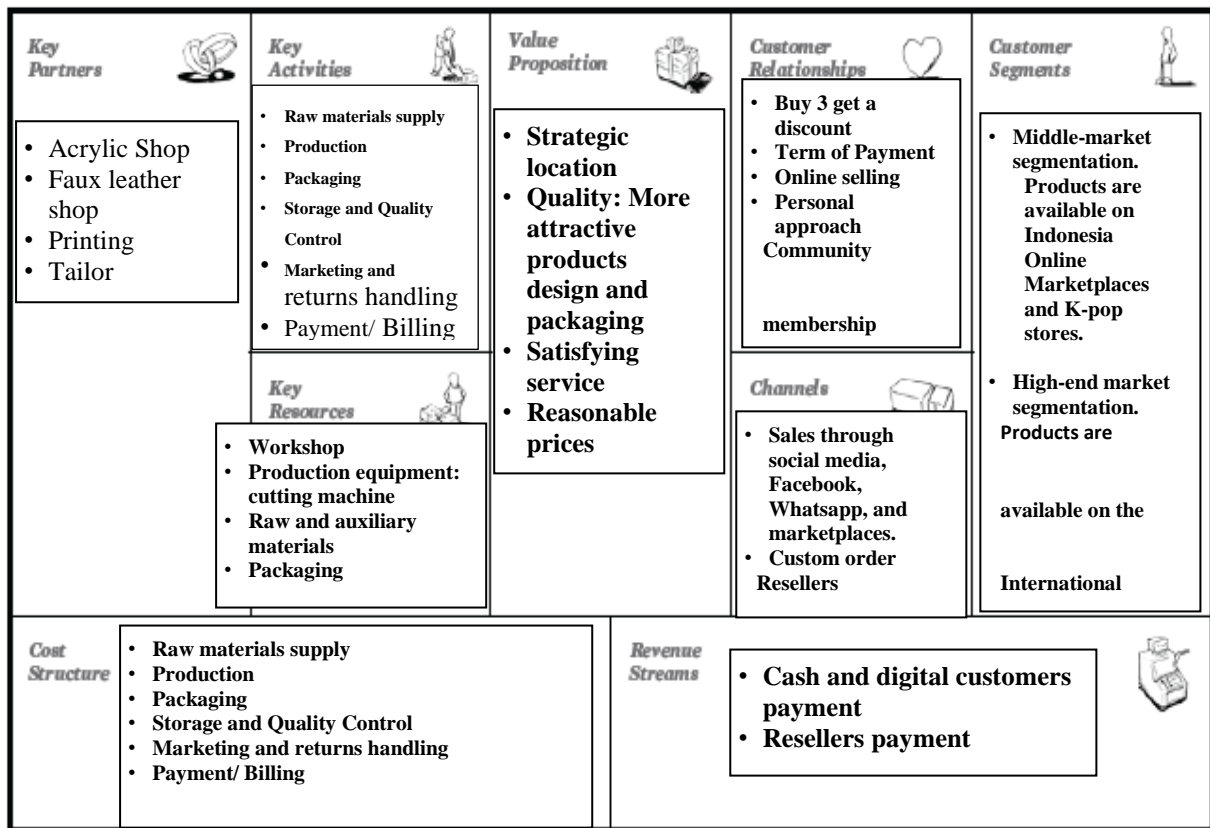 Key
Partners
• Acrylic Shop
• Faux leather
shop
• Printing
• Tailor
Key
Activities
• Raw materials supply
• Production
• Packaging
• Storage and Quality
Control
• Marketing and
returns handling
• Payment/ Billing
Key
Resources
• Workshop
• Production equipment:
cutting machine
• Raw and auxiliary
materials
• Packaging
Value
Proposition
• Strategic
location
• Quality: More
attractive
products
design and
packaging
• Satisfying
service
• Reasonable
prices
Customer
Relationships
• Buy 3 get a
discount
• Term of Payment
• Online selling
• Personal
approach
Community
membership
Channels
• Sales through
social media,
Facebook,
Whatsapp, and
marketplaces.
• Custom order
Resellers
Customer
Segments
• Middle-market
segmentation.
Products are
available on
Indonesia
Online
Marketplaces
and K-pop
stores.
• High-end market
segmentation.
Products are
available on the
International
Cost
Structure
• Raw materials supply
• Production
• Packaging
• Storage and Quality Control
• Marketing and returns handling
• Payment/ Billing
Revenue
Streams
• Cash and digital customers
payment
• Resellers payment